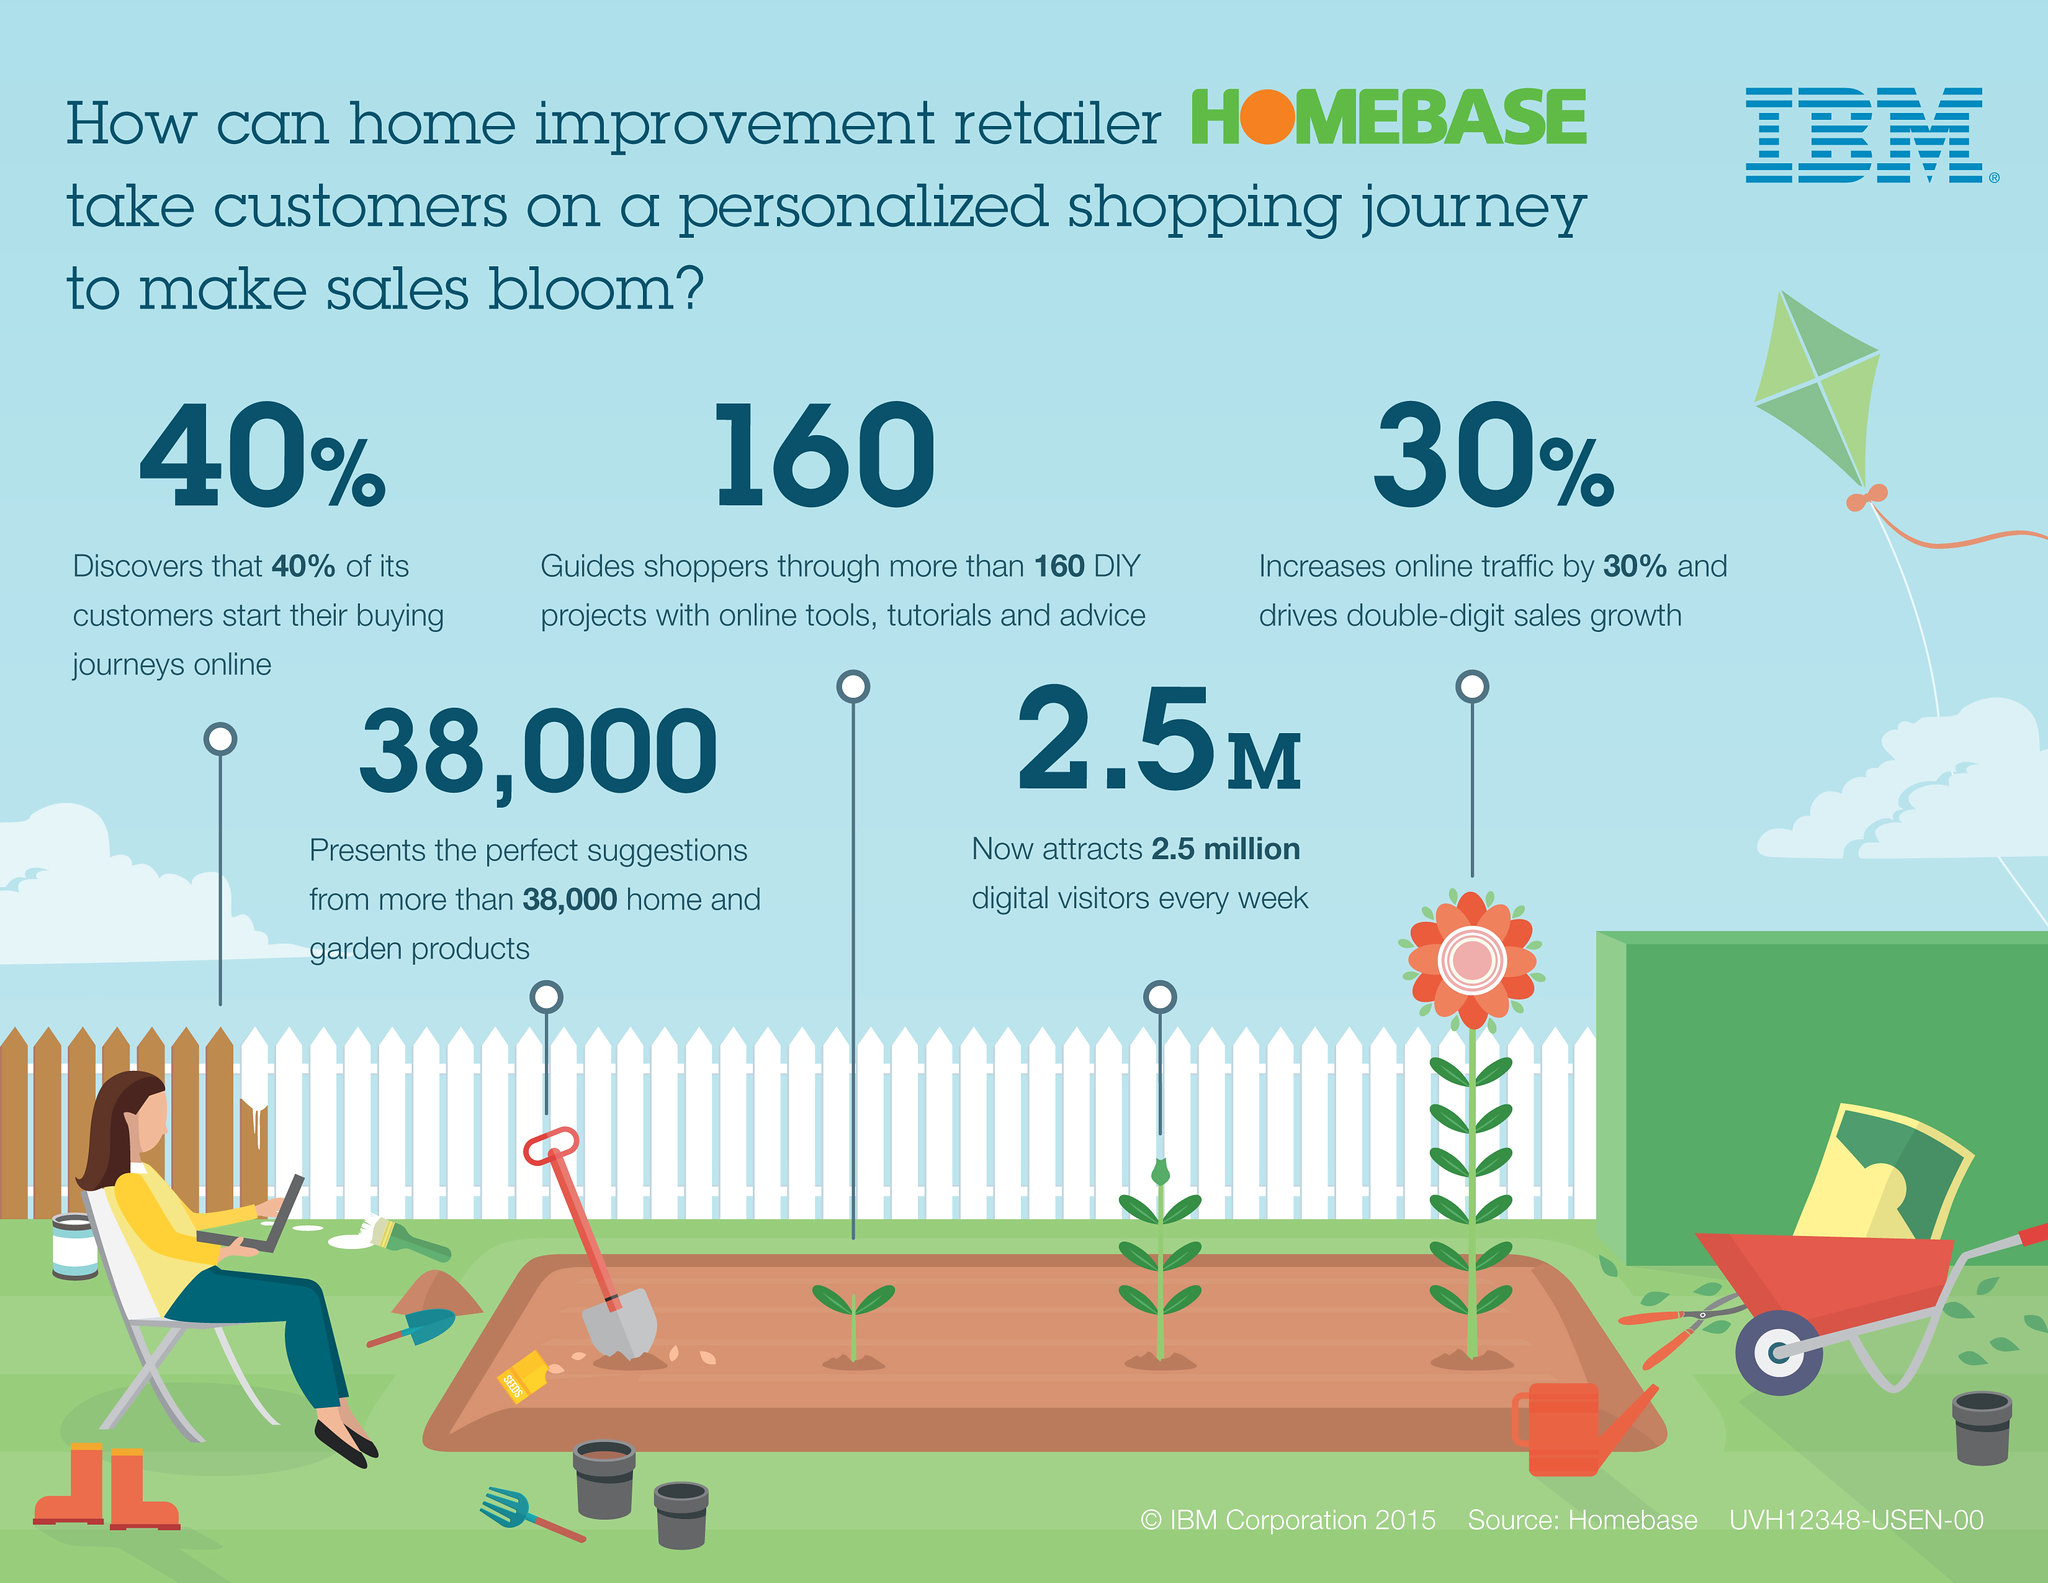 How can home improvement retailer HOMEBASE
take customers on a personalized shopping journey
to make sales bloom?
IBM®
40%
Discovers that 40% of its
customers start their buying
journeys online
38,000
Presents the perfect suggestions
from more than 38,000 home and
garden products
160
Guides shoppers through more than 160 DIY
projects with online tools, tutorials and advice
2.5M
Now attracts 2.5 million
digital visitors every week
30%
Increases online traffic by 30% and
drives double-digit sales growth
SEEDS
© IBM Corporation 2015 Source: Homebase UVH12348-USEN-00